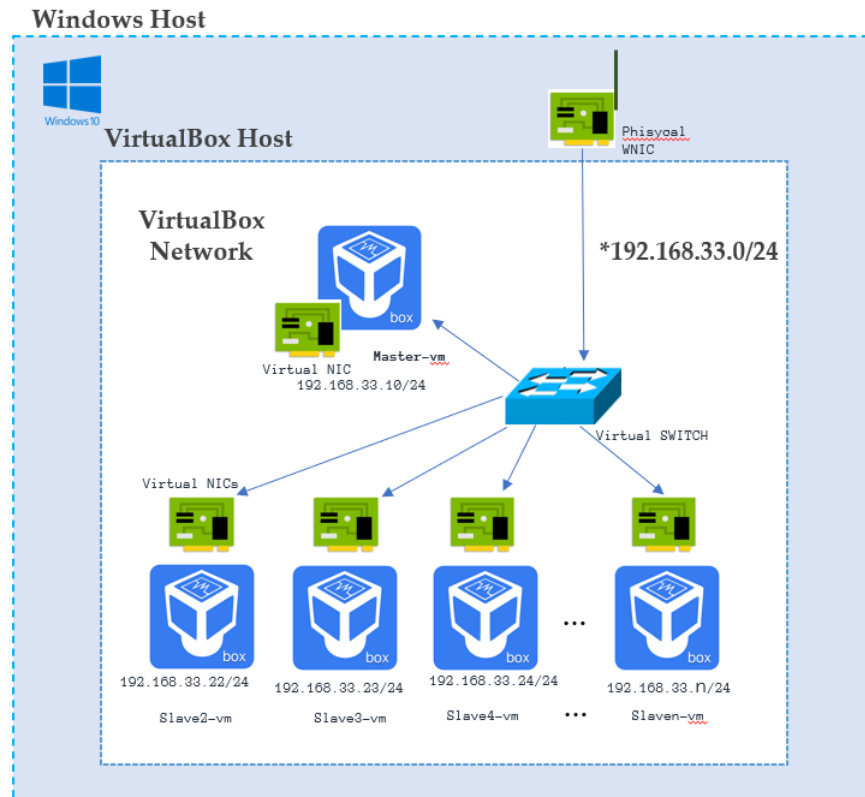 Windows Host
Windows10
VirtualBox Host
Phisycal
WNIC
VirtualBox
Network
*192.168.33.0/24
box
Master-vm
Virtual NIC
192.168.33.10/24
Virtual SWITCH
Virtual NICs
box
box
box
...
box
192.168.33.22/24
192.168.33.23/24
192.168.33.24/24
192.168.33.n/24
Slave2-vm
Slave3-vm
Slave4-vm
...
Slaven-vm